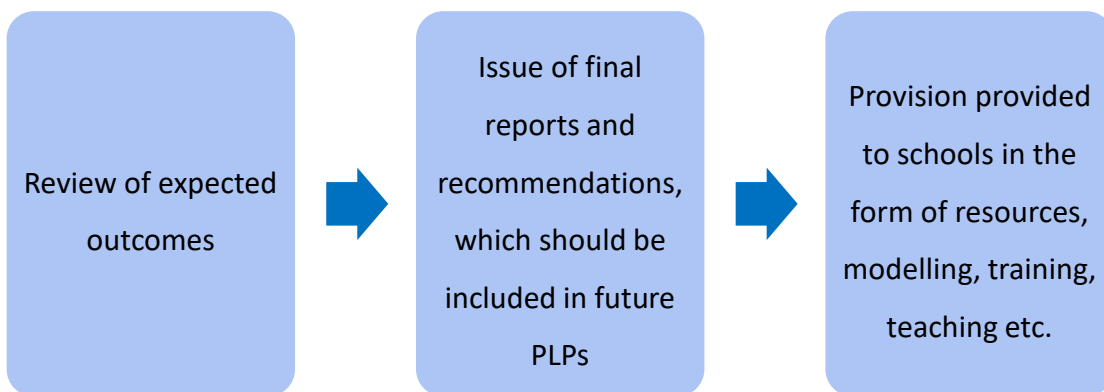 Review of expected
outcomes
Issue of final
reports and
recommendations,
which should be
included in future
PLPs
Provision provided
to schools in the
form of resources,
modelling, training,
teaching etc.